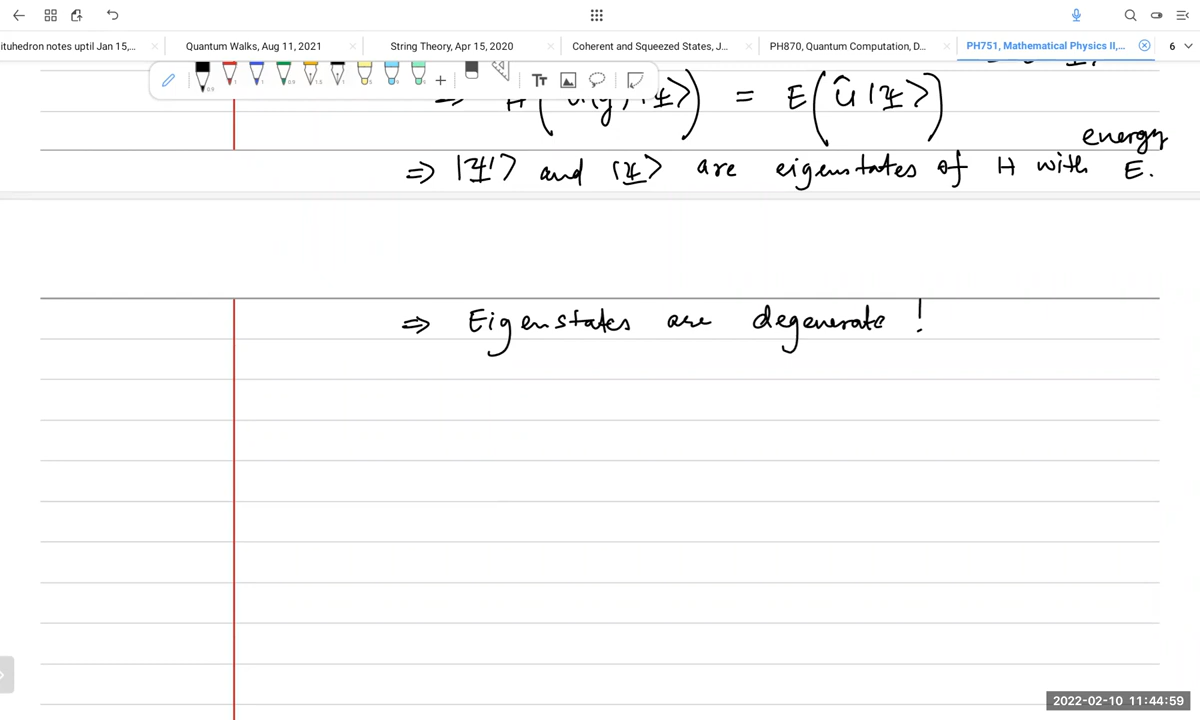 ituhedron notes uptil Jan 15,...
Quantum Walks, Aug 11, 2021
String Theory, Apr 15, 2020
Coherent and Squeezed States, J...
PH870, Quantum Computation, D...
PH751, Mathematical Physics II,...
6
Tт
= E(Û|Ψ>)
energy
⇒ |Ψ'> and |Ψ> are eigenstates of H with E.
⇒ Eigenstates are degenerate !
2022-02-10 11:44:59